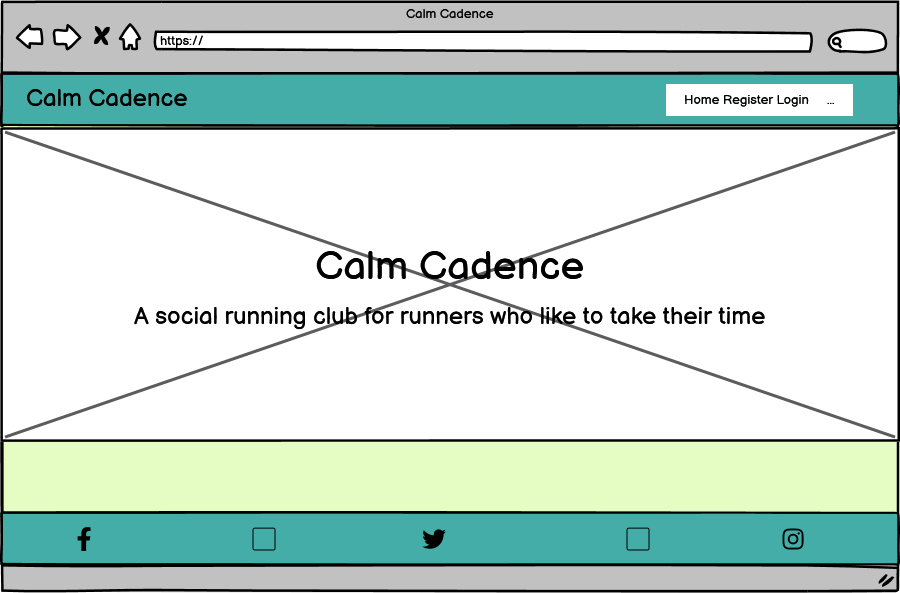 Calm Cadence
https://
Calm Cadence
Home Register Login ...
Calm Cadence
A social running club for runners who like to take their time